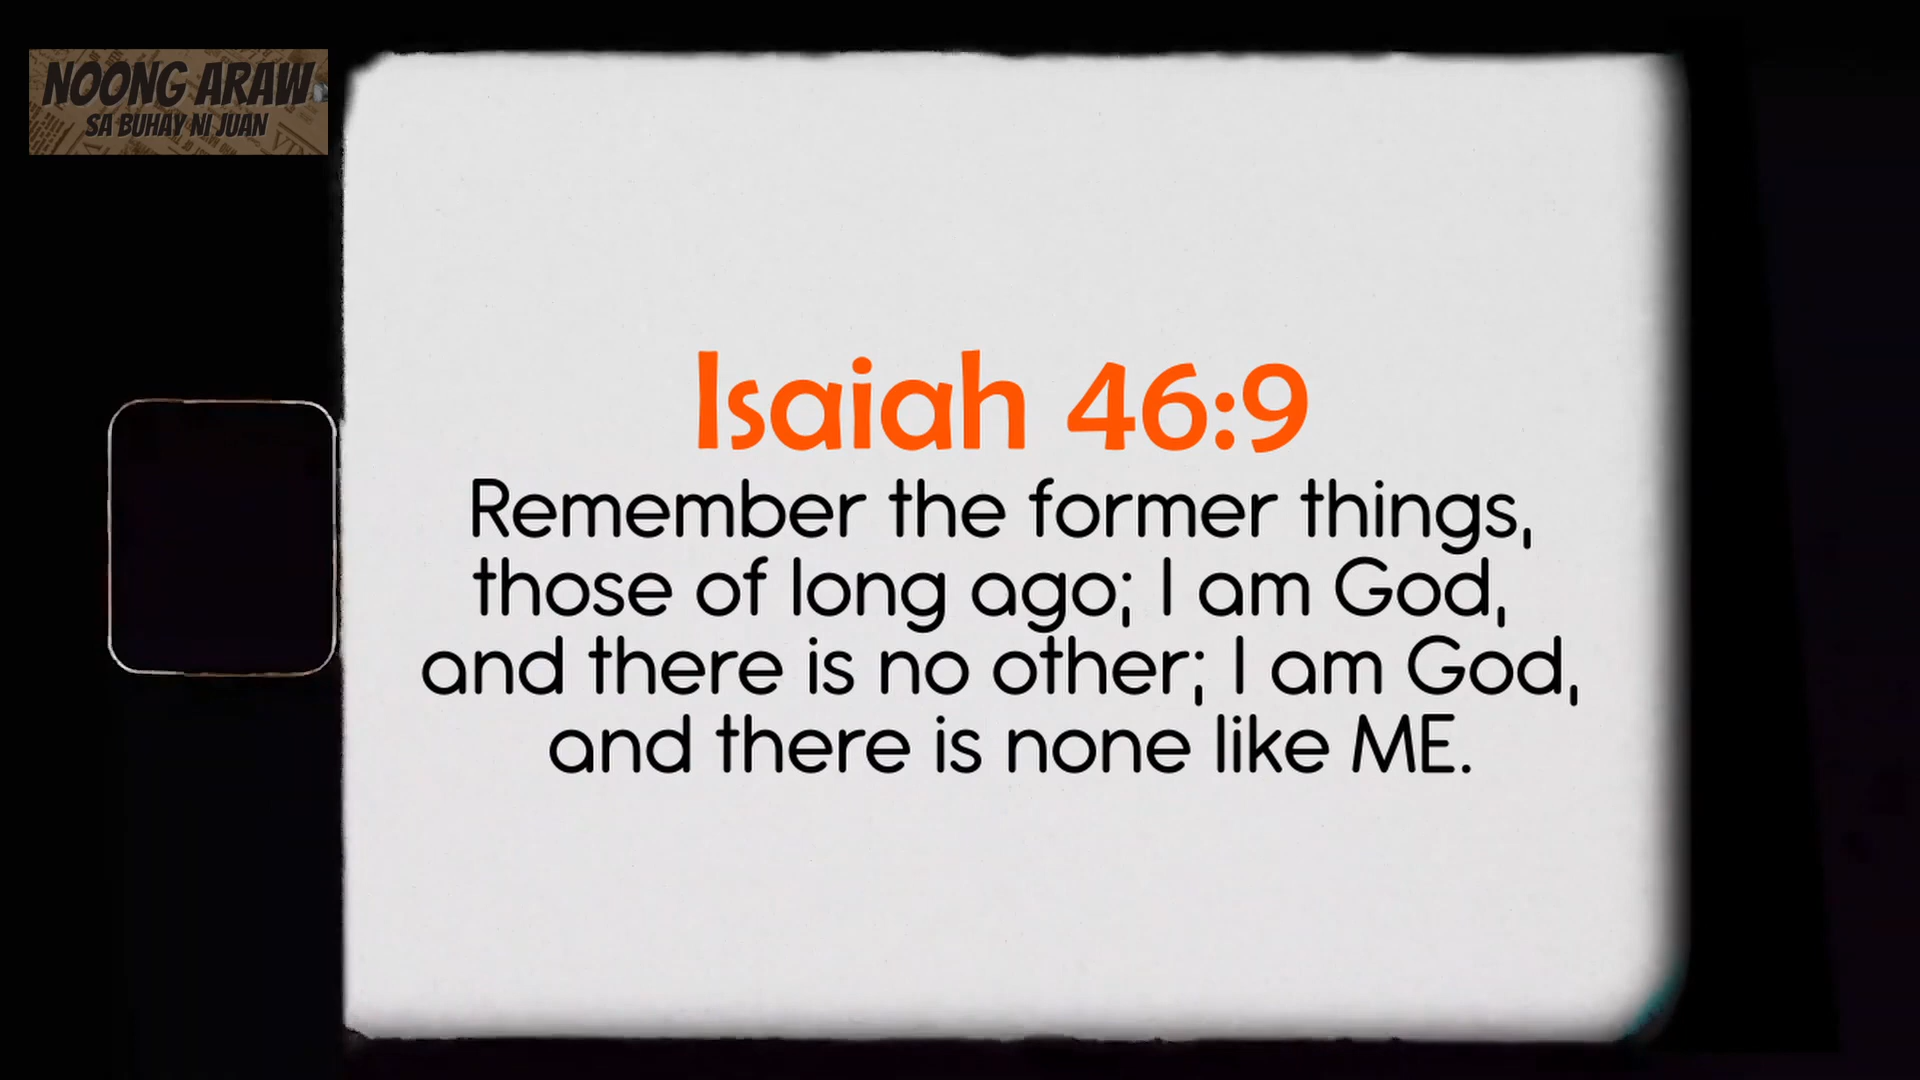 NOONG ARAW
SA BUHAY NI JUAN
Isaiah 46:9
Remember the former things,
those of long ago; I am God,
and there is no other; I am God,
and there is none like ME.